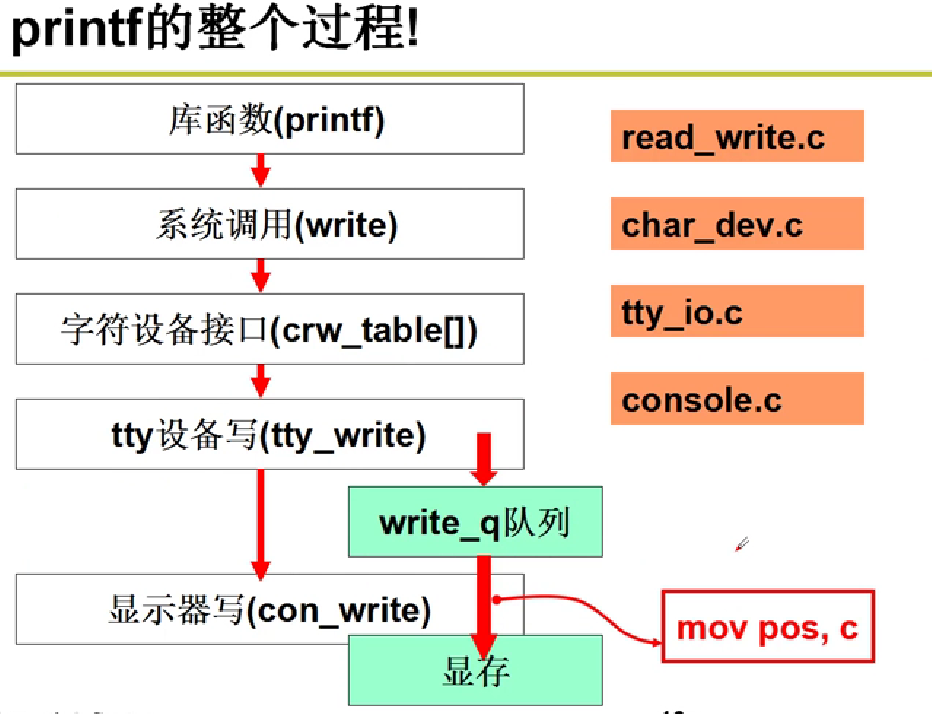 printf的整个过程!
库函数(printf)
系统调用(write)
字符设备接口(crw_table[])
tty设备写(tty_write)
write_q队列
显示器写(con_write)
显存
read_write.c
char_dev.c
tty_io.c
console.c
mov pos, c